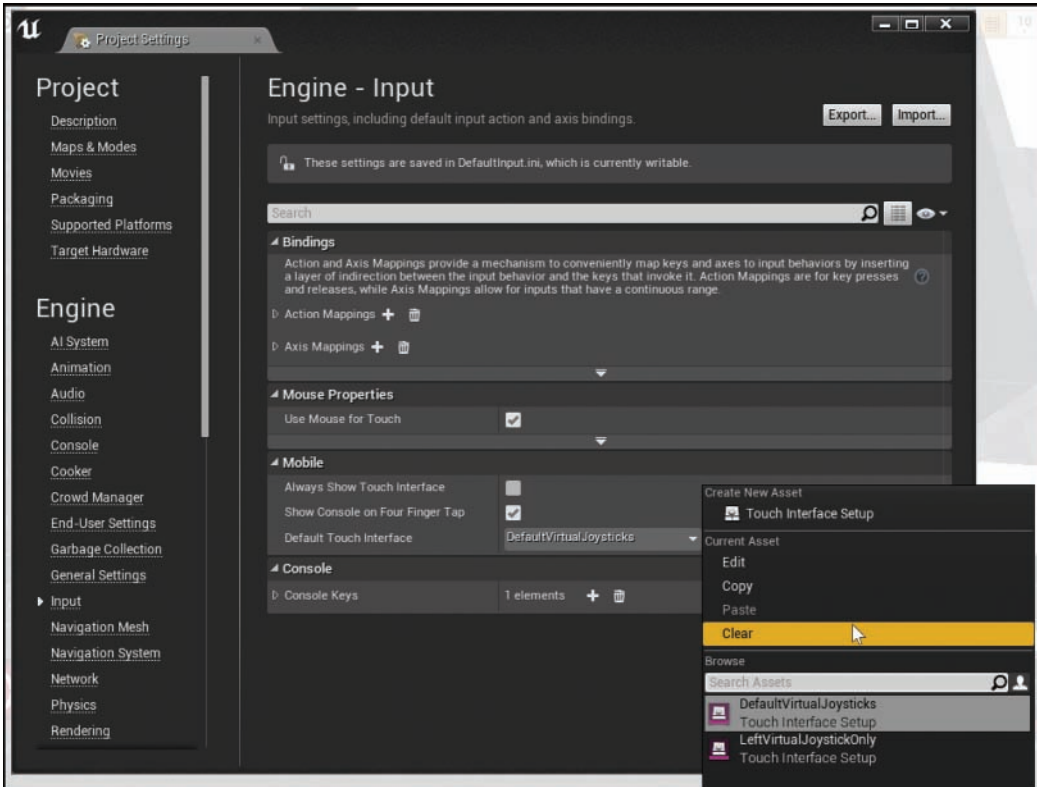 Project Settings
Project
Description
Maps & Modes
Movies
Packaging
Supported Platforms
Target Hardware
Engine
AI System
Animation
Audio
Collision
Console
Cooker
Crowd Manager
End-User Settings
Garbage Collection
General Settings
Input
Navigation Mesh
Navigation System
Network
Physics
Rendering
Engine - Input
Input settings, including default input action and axis bindings.
Export...
Import...
These settings are saved in DefaultInput.ini, which is currently writable.
Search
Bindings
Action and Axis Mappings provide a mechanism to conveniently map keys and axes to input behaviors by inserting
a layer of indirection between the input behavior and the keys that invoke it. Action Mappings are for key presses
and releases, while Axis Mappings allow for inputs that have a continuous range.
Action Mappings
Axis Mappings
Mouse Properties
Use Mouse for Touch
Mobile
Always Show Touch Interface
Show Console on Four Finger Tap
Default Touch Interface DefaultVirtualJoysticks
Console
Console Keys 1 elements
Create New Asset
Touch Interface Setup
Current Asset
Edit
Copy
Paste
Clear
Browse
Search Assets
DefaultVirtualJoysticks
Touch Interface Setup
LeftVirtualJoystickOnly
Touch Interface Setup
10